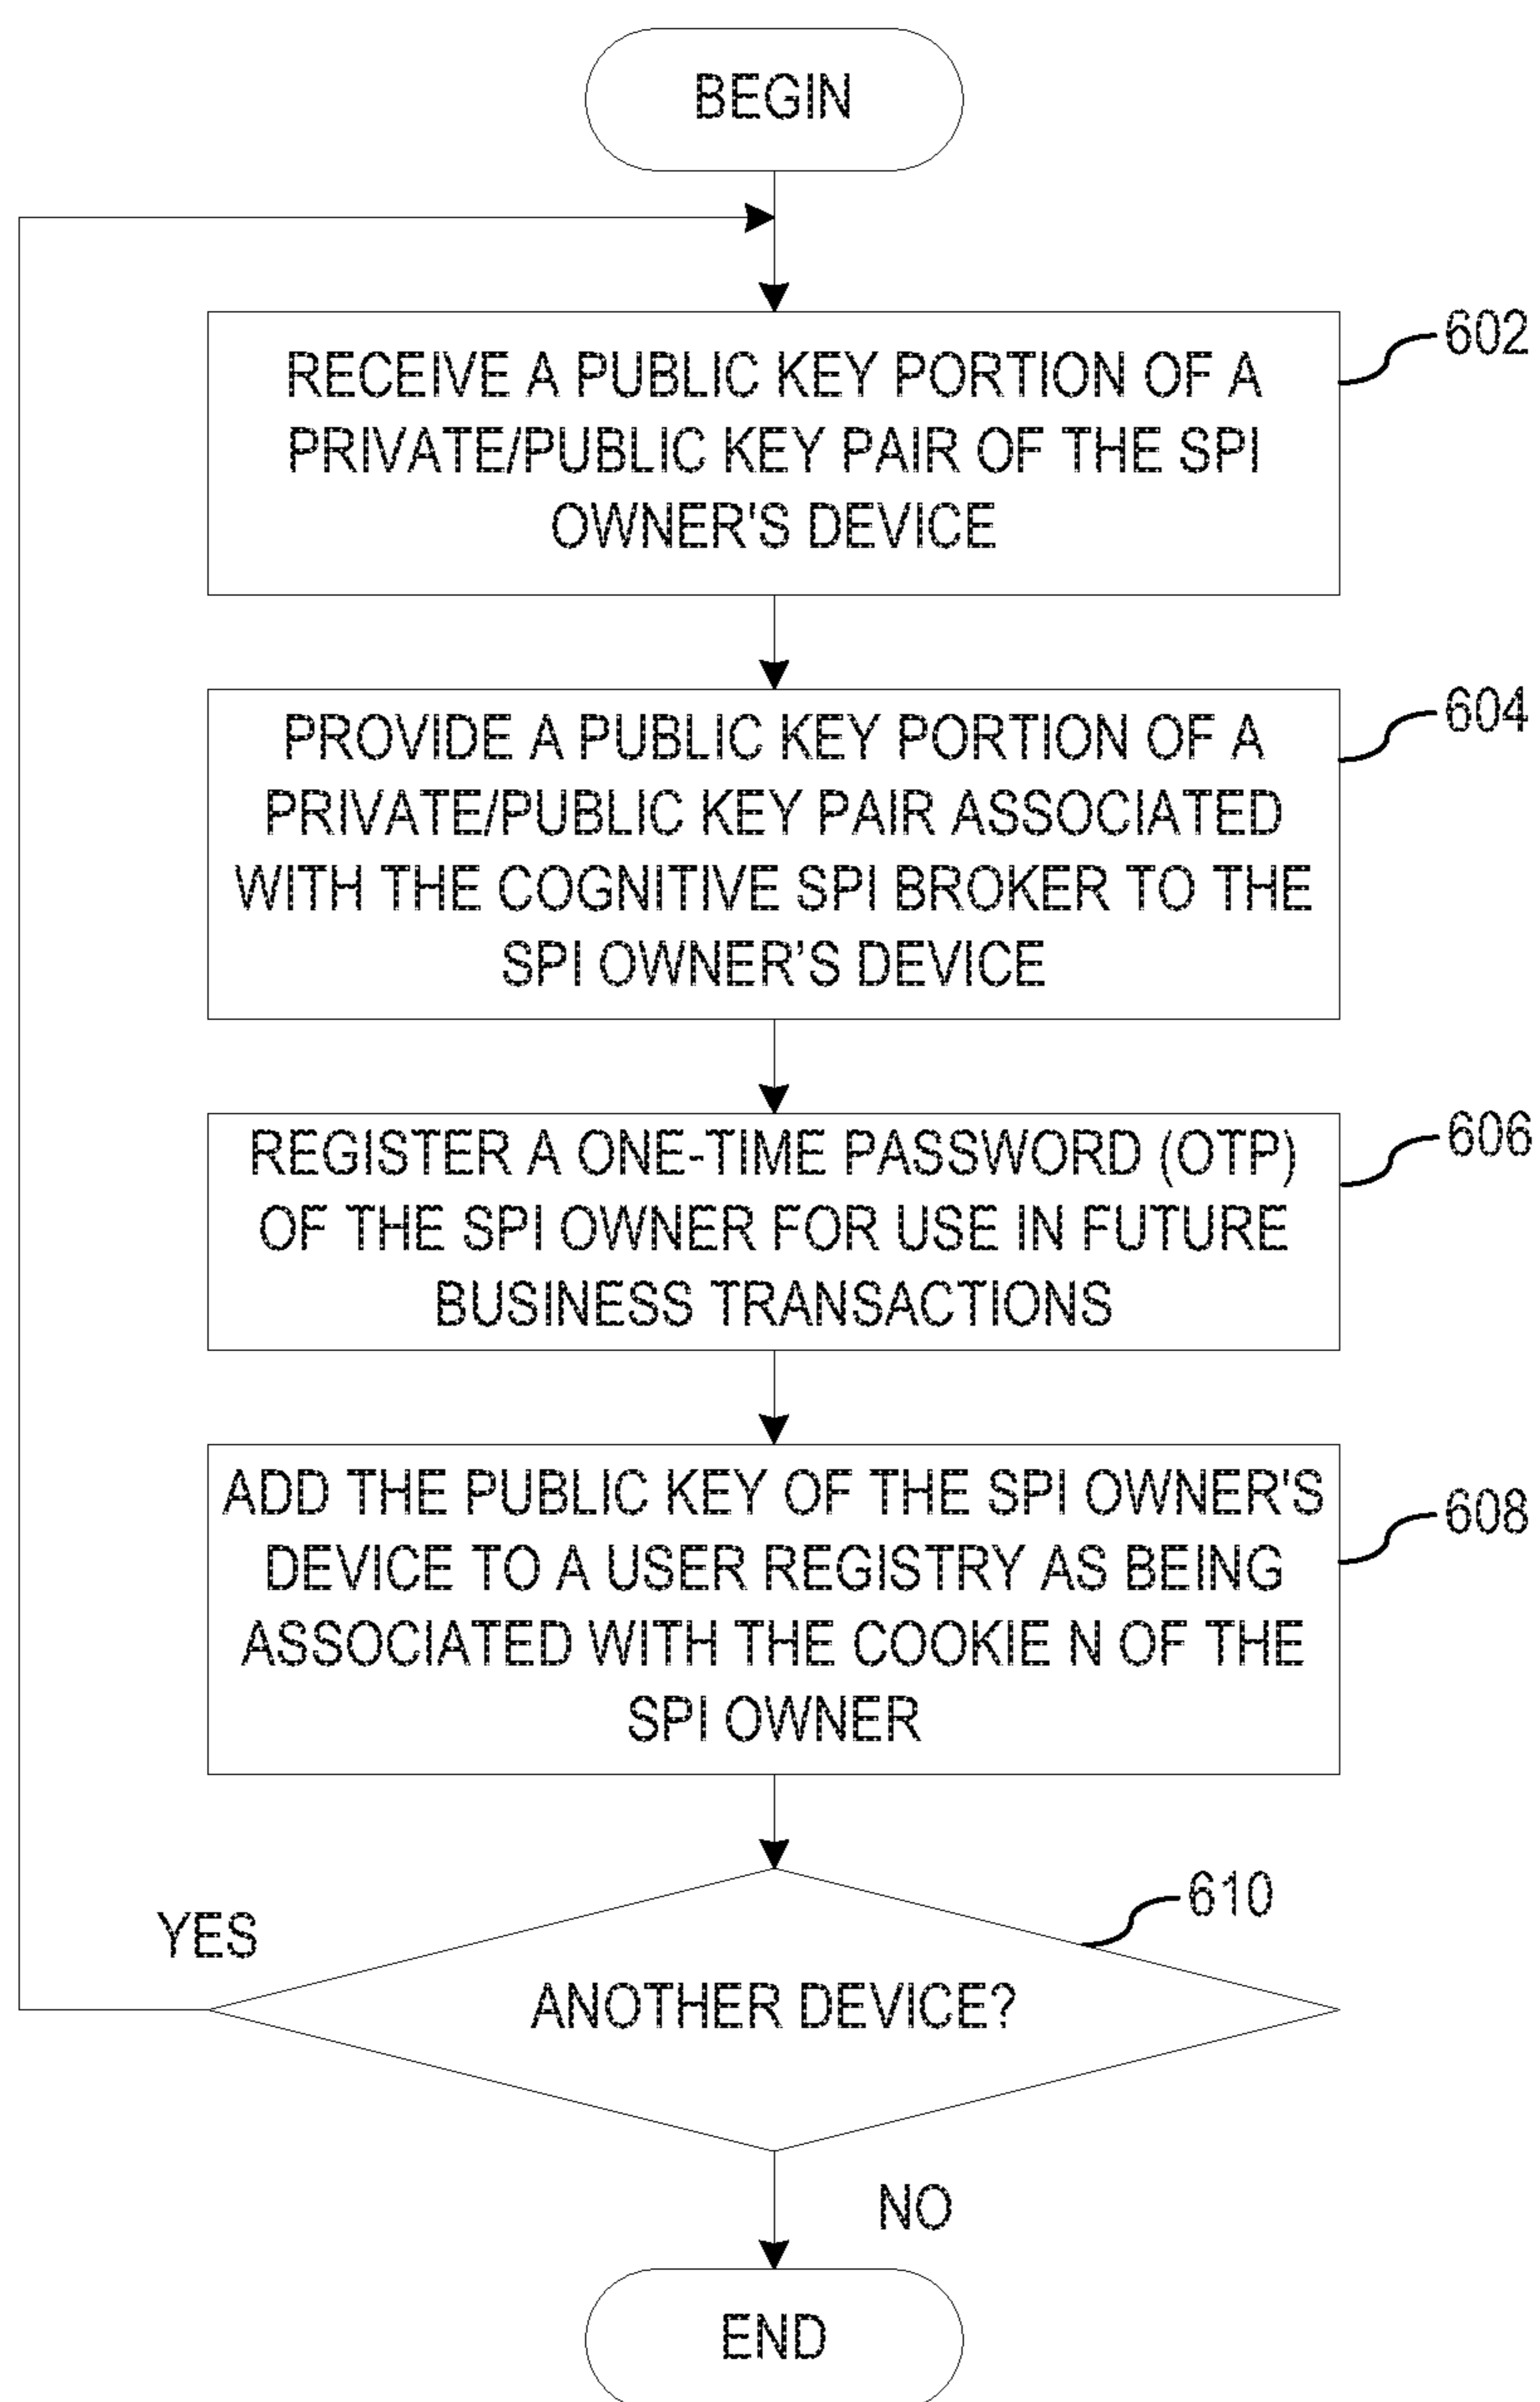 BEGIN
602
RECEIVE A PUBLIC KEY PORTION OF A
PRIVATE/PUBLIC KEY PAIR OF THE SPI
OWNER'S DEVICE
604
PROVIDE A PUBLIC KEY PORTION OF A
PRIVATE/PUBLIC KEY PAIR ASSOCIATED
WITH THE COGNITIVE SPI BROKER TO THE
SPI OWNER’S DEVICE
606
REGISTER A ONE-TIME PASSWORD (OTP)
OF THE SPI OWNER FOR USE IN FUTURE
BUSINESS TRANSACTIONS
608
ADD THE PUBLIC KEY OF THE SPI OWNER'S
DEVICE TO A USER REGISTRY AS BEING
ASSOCIATED WITH THE COOKIE N OF THE
SPI OWNER
610
YES
ANOTHER DEVICE?
NO
END